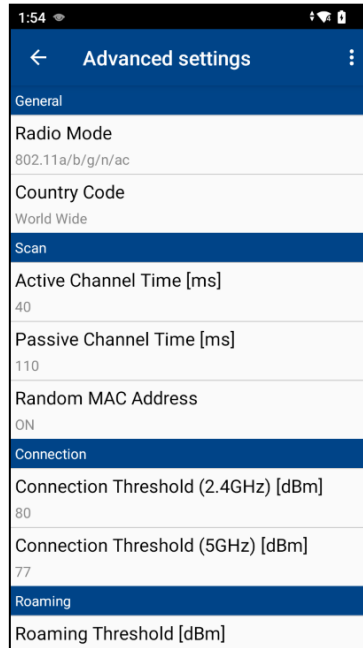 1:54
Advanced settings
General
Radio Mode
802.11a/b/g/n/ac
Country Code
World Wide
Scan
Active Channel Time [ms]
40
Passive Channel Time [ms]
110
Random MAC Address
ON
Connection
Connection Threshold (2.4GHz) [dBm]
80
Connection Threshold (5GHz) [dBm]
77
Roaming
Roaming Threshold [dBm]